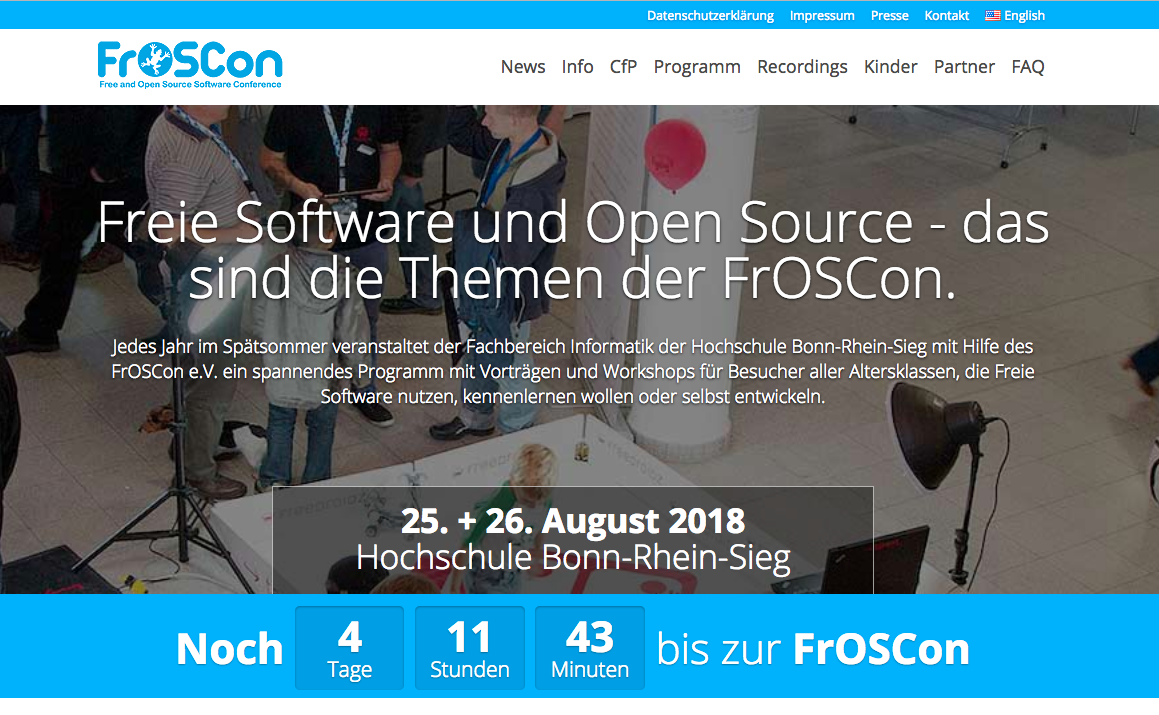 Datenschutzerklärung Impressum Presse Kontakt English
FrOSCon
Free and Open Source Software Conference
News Info CfP Programm Recordings Kinder Partner FAQ
Freie Software und Open Source - das
sind die Themen der FrOSCon.
Jedes Jahr im Spätsommer veranstaltet der Fachbereich Informatik der Hochschule Bonn-Rhein-Sieg mit Hilfe des
FrOSCon e.V. ein spannendes Programm mit Vorträgen und Workshops für Besucher aller Altersklassen, die Freie
Software nutzen, kennenlernen wollen oder selbst entwickeln.
25. + 26. August 2018
Hochschule Bonn-Rhein-Sieg
Noch 4 Tage 11 Stunden 43 Minuten bis zur FrOSCon